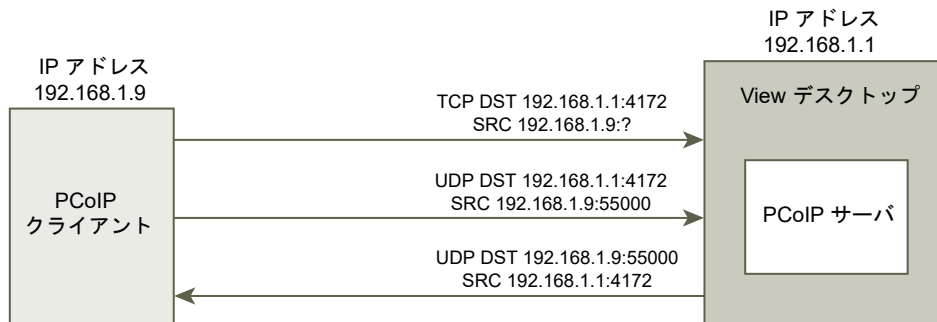 IP アドレス
192.168.1.1
IP アドレス
192.168.1.9
TCP DST 192.168.1.1:4172
SRC 192.168.1.9:?
View デスクトップ
UDP DST 192.168.1.1:4172
SRC 192.168.1.9:55000
PCoIP
クライアント
PCoIP サーバ
UDP DST 192.168.1.9:55000
SRC 192.168.1.1:4172